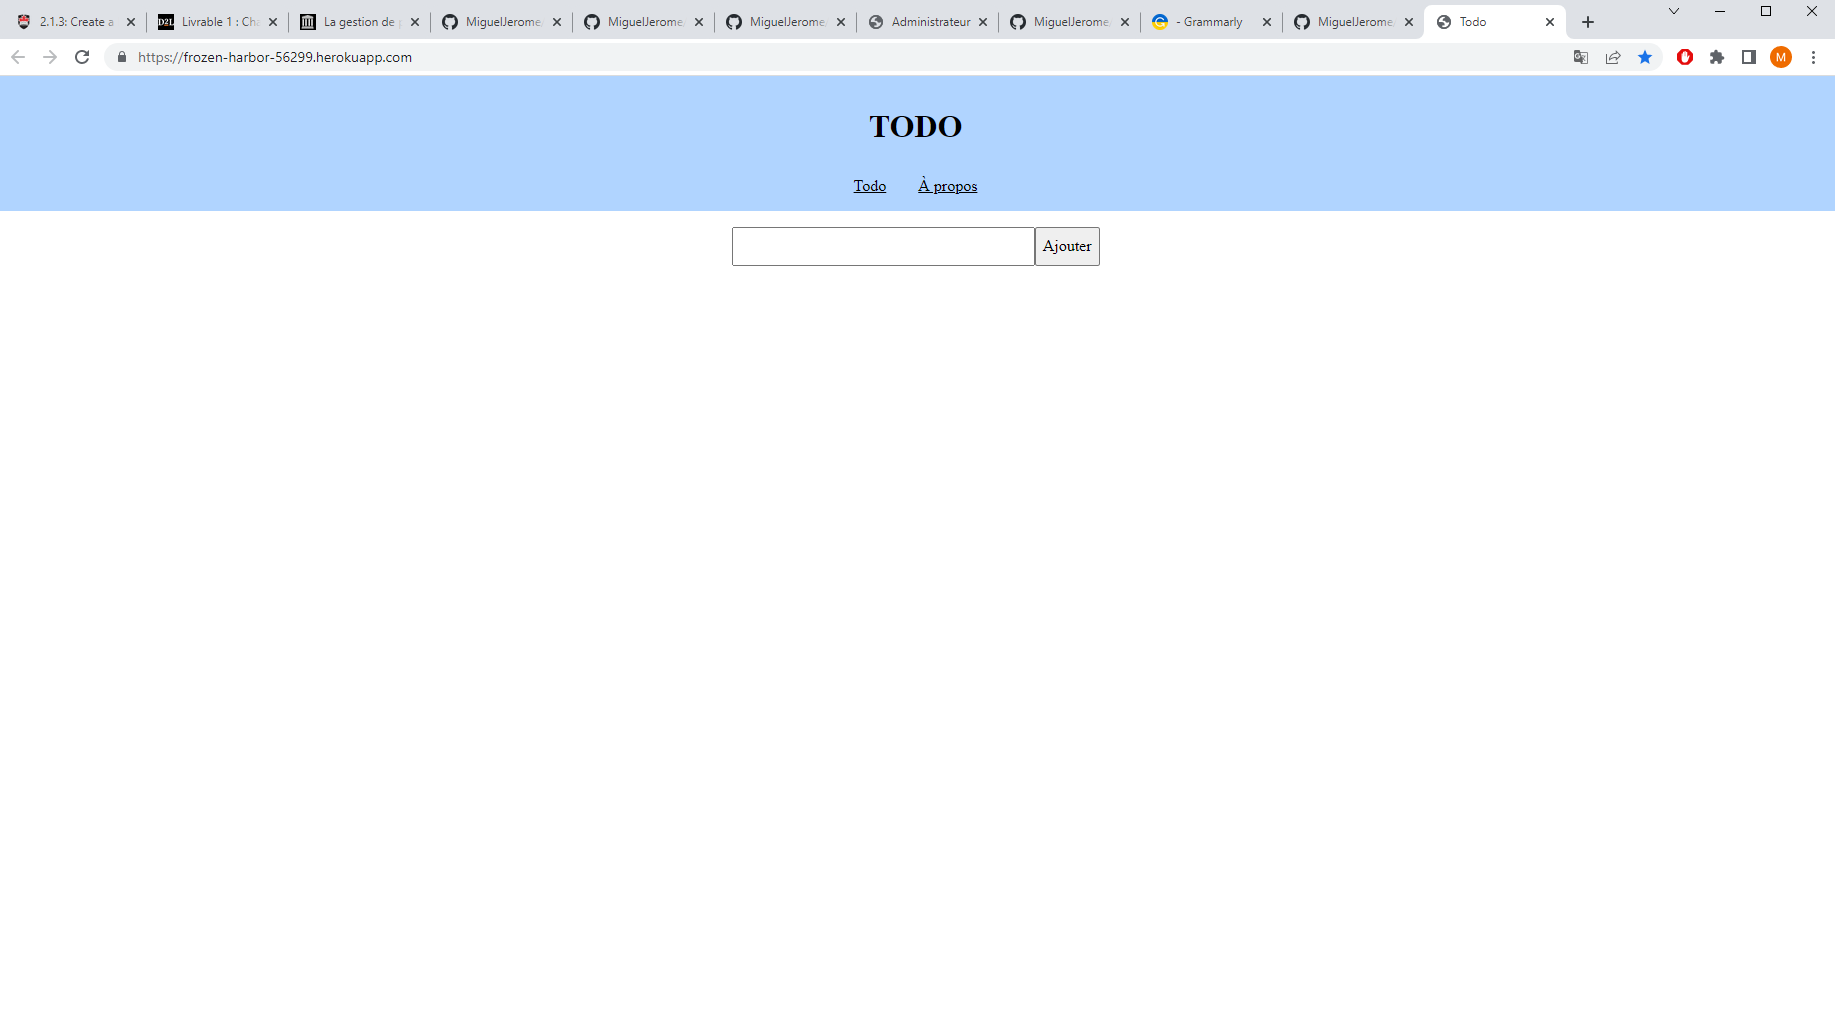 2.1.3: Create a
D2L Livrable 1 : Cha
La gestion de p
MiguelJerome
MiguelJerome
MiguelJerome
Administrateur
MiguelJerome
- Grammarly
MiguelJerome
Todo
https://frozen-harbor-56299.herokuapp.com
M
TODO
Todo À propos
Ajouter